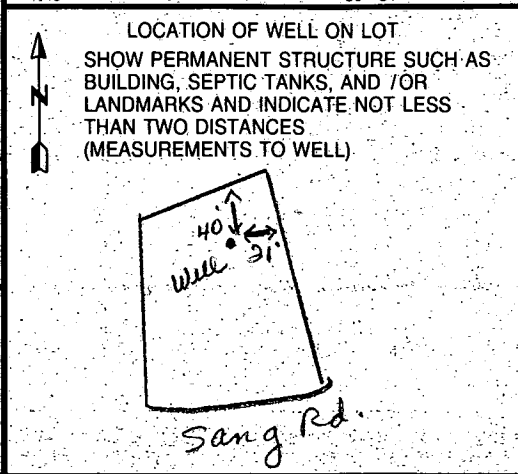 LOCATION OF WELL ON LOT
SHOW PERMANENT STRUCTURE SUCH AS
BUILDING, SEPTIC TANKS, AND /OR
LANDMARKS AND INDICATE NOT LESS
THAN TWO DISTANCES
(MEASUREMENTS TO WELL)
N
40'
21'
Well
Sang Rd.